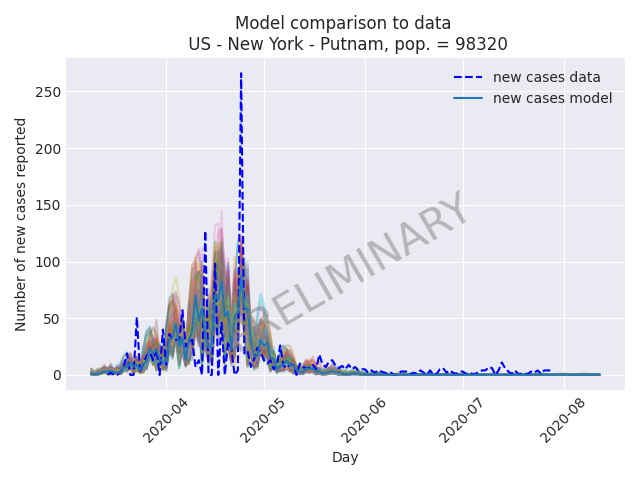 Model comparison to data
US - New York - Putnam, pop. = 98320
new cases data
new cases model
PRELIMINARY
Number of new cases reported
250
200
150
100
50
0
2020-04
2020-05
2020-06
2020-07
2020-08
Day